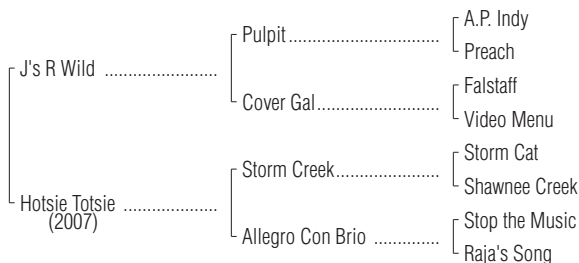 A.P. Indy
Pulpit
Preach
J's R Wild
Falstaff
Cover Gal
Video Menu
Storm Cat
Storm Creek
Shawnee Creek
Hotsie Totsie
(2007)
Stop the Music
Allegro Con Brio
Raja's Song